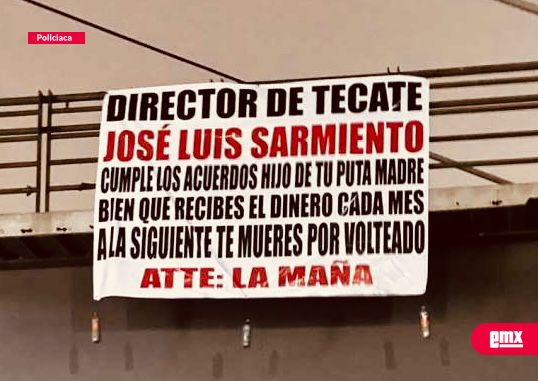 Policiaca
DIRECTOR DE TECATE
JOSÉ LUIS SARMIENTO
CUMPLE LOS ACUERDOS HIJO DE TU PUTA MADRE
BIEN QUE RECIBES EL DINERO CADA MES
A LA SIGUIENTE TE MUERES POR VOLTEADO
ATTE: LA MAÑA
emx